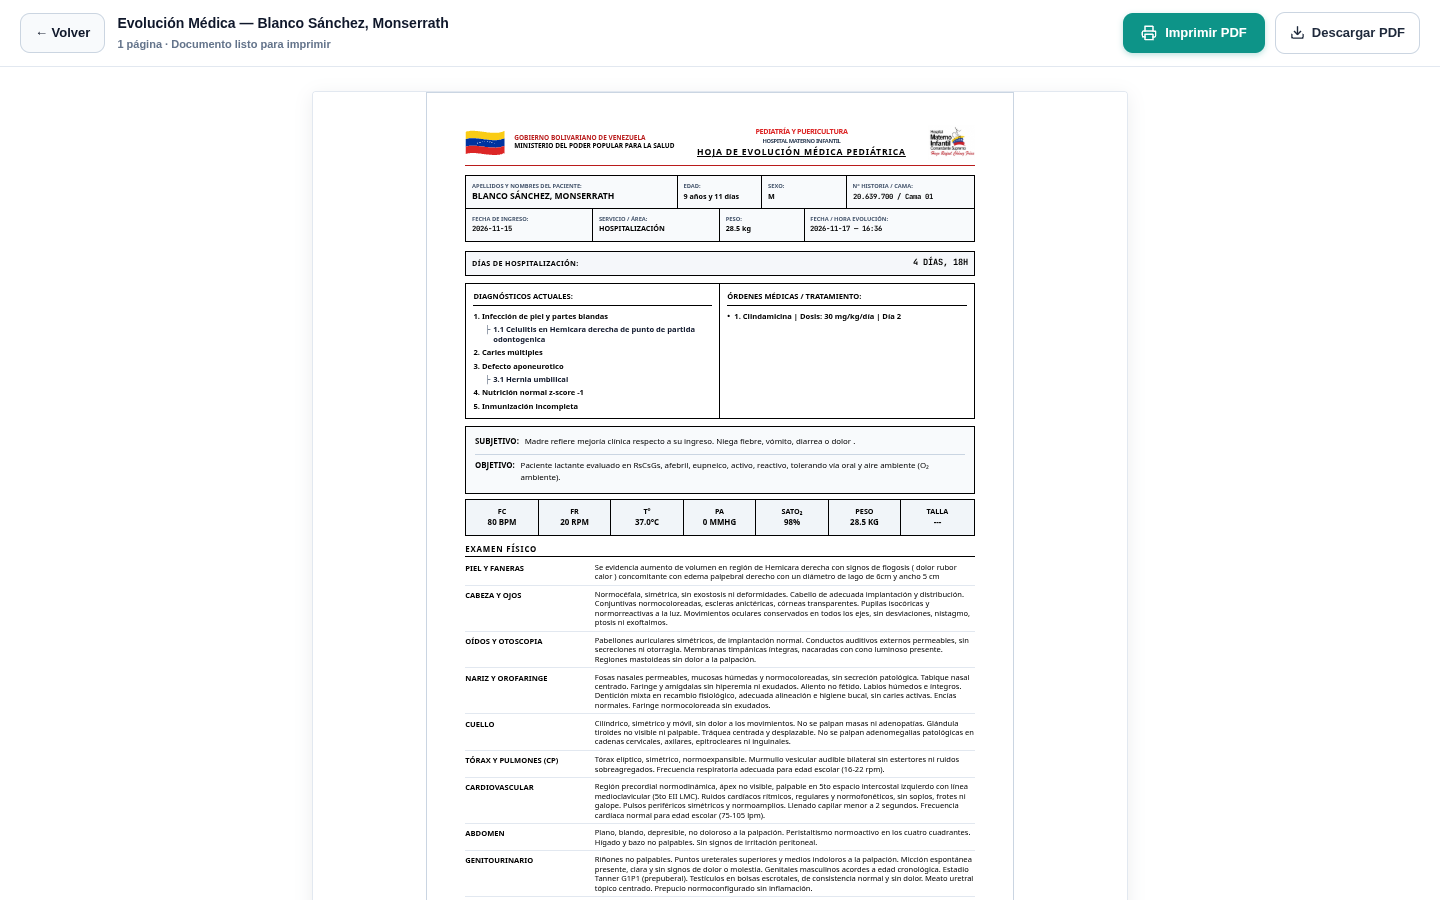 ← Volver
Evolución Médica — Blanco Sánchez, Monserrath
1 página · Documento listo para imprimir
Imprimir PDF
Descargar PDF
GOBIERNO BOLIVARIANO DE VENEZUELA
MINISTERIO DEL PODER POPULAR PARA LA SALUD
PEDIATRÍA Y PUERICULTURA
HOSPITAL MATERNO INFANTIL
HOJA DE EVOLUCIÓN MÉDICA PEDIÁTRICA
Hospital
Materno
Infantil
Comandante Supremo
Hugo Rafael Chávez Frías
APELLIDOS Y NOMBRES DEL PACIENTE:
BLANCO SÁNCHEZ, MONSERRATH
EDAD:
9 años y 11 días
SEXO:
M
Nº HISTORIA / CAMA:
20.639.700 / Cama 01
FECHA DE INGRESO:
2026-11-15
SERVICIO / ÁREA:
HOSPITALIZACIÓN
PESO:
28.5 kg
FECHA / HORA EVOLUCIÓN:
2026-11-17 — 16:36
DÍAS DE HOSPITALIZACIÓN:
4 DÍAS, 18H
DIAGNÓSTICOS ACTUALES:
1. Infección de piel y partes blandas
├ 1.1 Celulitis en Hemicara derecha de punto de partida
odontogenica
2. Caries múltiples
3. Defecto aponeurotico
├ 3.1 Hernia umbilical
4. Nutrición normal z-score -1
5. Inmunización incompleta
ÓRDENES MÉDICAS / TRATAMIENTO:
• 1. Clindamicina | Dosis: 30 mg/kg/día | Día 2
SUBJETIVO: Madre refiere mejoría clínica respecto a su ingreso. Niega fiebre, vómito, diarrea o dolor .
OBJETIVO: Paciente lactante evaluado en RsCsGs, afebril, eupneico, activo, reactivo, tolerando vía oral y aire ambiente (O₂
ambiente).
FC
80 BPM
FR
20 RPM
Tº
37.0°C
PA
0 MMHG
SATO₂
98%
PESO
28.5 KG
TALLA
---
EXAMEN FÍSICO
PIEL Y FANERAS
Se evidencia aumento de volumen en región de Hemicara derecha con signos de flogosis ( dolor rubor
calor ) concomitante con edema palpebral derecho con un diámetro de lago de 6cm y ancho 5 cm
CABEZA Y OJOS
Normocéfala, simétrica, sin exostosis ni deformidades. Cabello de adecuada implantación y distribución.
Conjuntivas normocoloreadas, escleras anictéricas, córneas transparentes. Pupilas isocóricas y
normorreactivas a la luz. Movimientos oculares conservados en todos los ejes, sin desviaciones, nistagmo,
ptosis ni exoftalmos.
OÍDOS Y OTOSCOPIA
Pabellones auriculares simétricos, de implantación normal. Conductos auditivos externos permeables, sin
secreciones ni otorragia. Membranas timpánicas íntegras, nacaradas con cono luminoso presente.
Regiones mastoideas sin dolor a la palpación.
NARIZ Y OROFARINGE
Fosas nasales permeables, mucosas húmedas y normocoloreadas, sin secreción patológica. Tabique nasal
centrado. Faringe y amígdalas sin hiperemia ni exudados. Aliento no fétido. Labios húmedos e íntegros.
Dentición mixta en recambio fisiológico, adecuada alineación e higiene bucal, sin caries activas. Encías
normales. Faringe normocoloreada sin exudados.
CUELLO
Cilíndrico, simétrico y móvil, sin dolor a los movimientos. No se palpan masas ni adenopatías. Glándula
tiroides no visible ni palpable. Tráquea centrada y desplazable. No se palpan adenomegalias patológicas en
cadenas cervicales, axilares, epitrocleares ni inguinales.
TÓRAX Y PULMONES (CP)
Tórax elíptico, simétrico, normoexpansible. Murmullo vesicular audible bilateral sin estertores ni ruidos
sobreagregados. Frecuencia respiratoria adecuada para edad escolar (16-22 rpm).
CARDIOVASCULAR
Región precordial normodinámica, ápex no visible, palpable en 5to espacio intercostal izquierdo con línea
medioclavicular (5to EII LMC). Ruidos cardíacos rítmicos, regulares y normofonéticos, sin soplos, frotes ni
galope. Pulsos periféricos simétricos y normoamplios. Llenado capilar menor a 2 segundos. Frecuencia
cardíaca normal para edad escolar (75-105 lpm).
ABDOMEN
Plano, blando, depresible, no doloroso a la palpación. Peristaltismo normoactivo en los cuatro cuadrantes.
Hígado y bazo no palpables. Sin signos de irritación peritoneal.
GENITOURINARIO
Riñones no palpables. Puntos ureterales superiores y medios indoloros a la palpación. Micción espontánea
presente, clara y sin signos de dolor o molestia. Genitales masculinos acordes a edad cronológica. Estadio
Tanner G1P1 (prepuberal). Testículos en bolsas escrotales, de consistencia normal y sin dolor. Meato uretral
tópico centrado. Prepucio normoconfigurado sin inflamación.